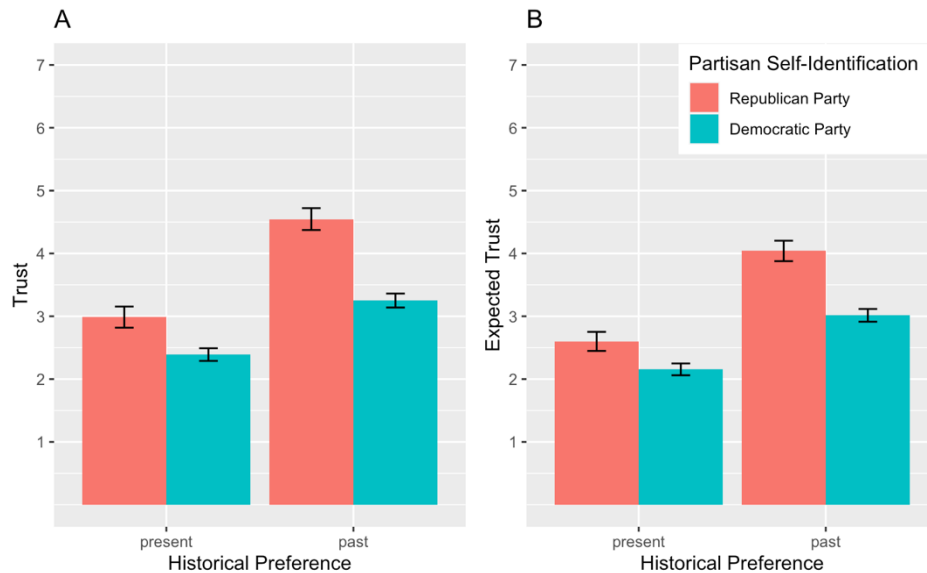 A
7
6
5
4
3
2
1
Trust
present
past
Historical Preference
B
Partisan Self-Identification
Republican Party
Democratic Party
7
6
5
4
3
2
1
Expected Trust
present
past
Historical Preference